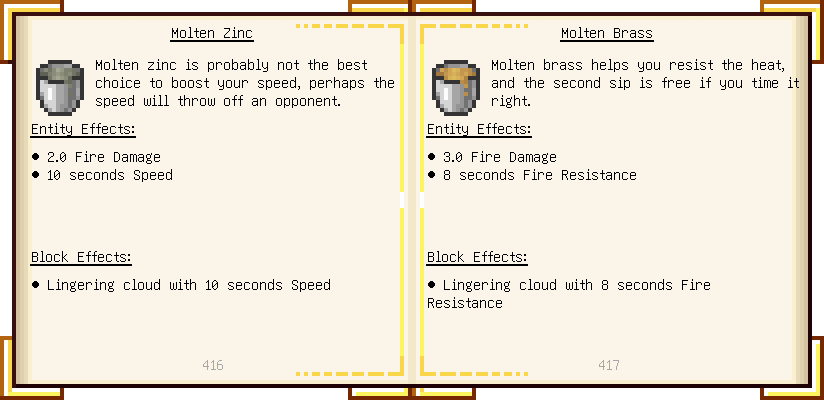 Molten Zinc
Molten zinc is probably not the best
choice to boost your speed, perhaps the
speed will throw off an opponent.
Entity Effects:
● 2.0 Fire Damage
● 10 seconds Speed
Block Effects:
● Lingering cloud with 10 seconds Speed
416
Molten Brass
Molten brass helps you resist the heat,
and the second sip is free if you time it
right.
Entity Effects:
● 3.0 Fire Damage
● 8 seconds Fire Resistance
Block Effects:
● Lingering cloud with 8 seconds Fire
Resistance
417